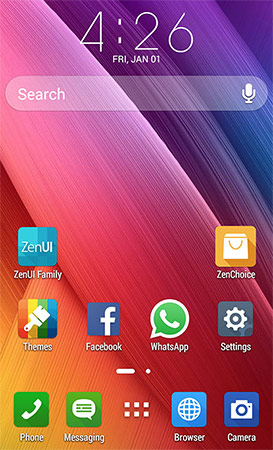 4:26
FRI, JAN 01
Search
ZenUI
ZenUI Family
ZenChoice
Themes
Facebook
WhatsApp
Settings
Phone
Messaging
Browser
Camera